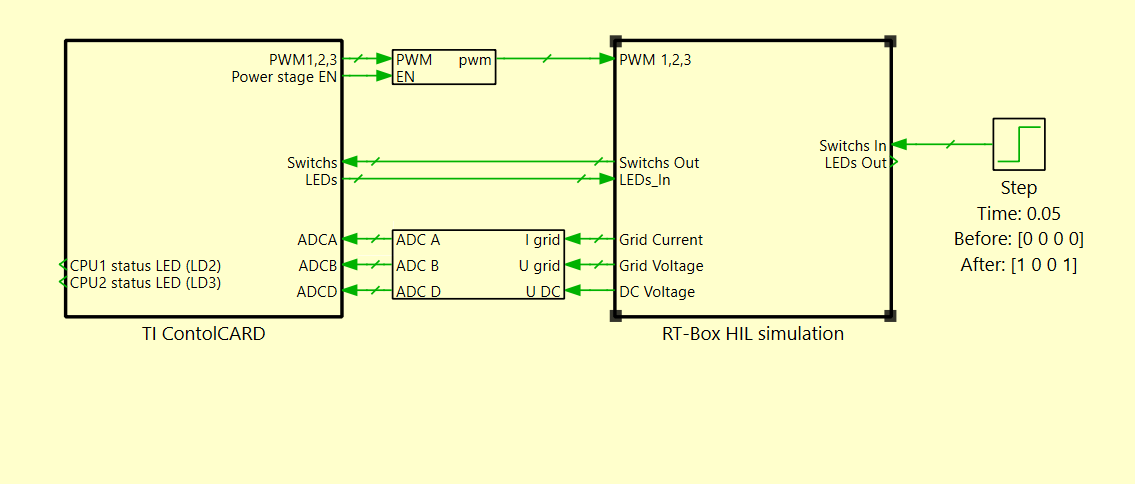 PWM1,2,3
Power stage EN
PWM pwm
EN
PWM 1,2,3
Switchs
LEDs
Switchs Out
LEDs_In
Switchs In
LEDs Out
Step
Time: 0.05
Before: [0 0 0 0]
After: [1 0 0 1]
ADCA
ADCB
ADCD
ADC A I grid
ADC B U grid
ADC D U DC
Grid Current
Grid Voltage
DC Voltage
CPU1 status LED (LD2)
CPU2 status LED (LD3)
TI ContolCARD
RT-Box HIL simulation